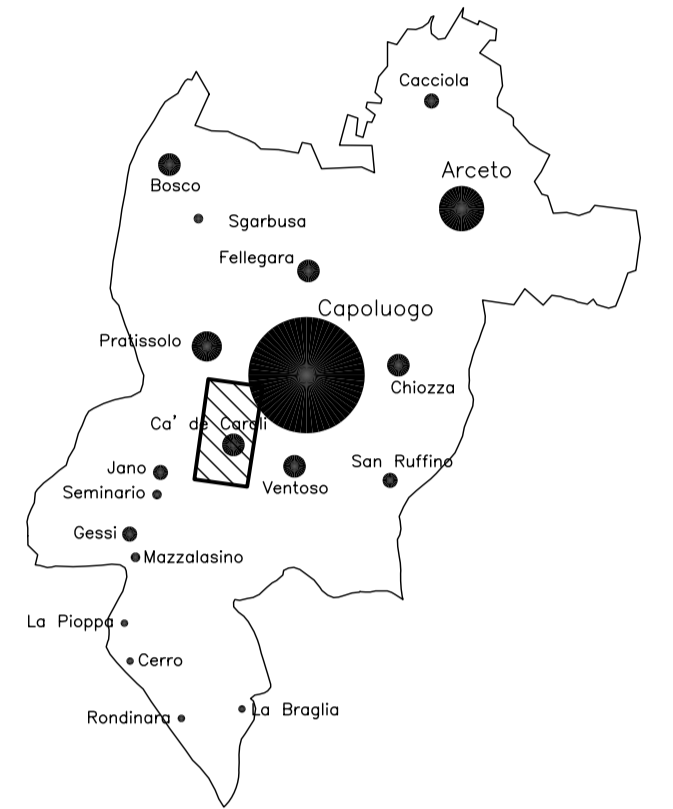 Cacciola
Arceto
Bosco
Sgarbusa
Fellegara
Capoluogo
Pratissolo
Chiozza
Ca' de Caroli
San Ruffino
Jano
Ventoso
Seminario
Gessi
Mazzalasino
La Pioppa
Cerro
La Braglia
Rondinara